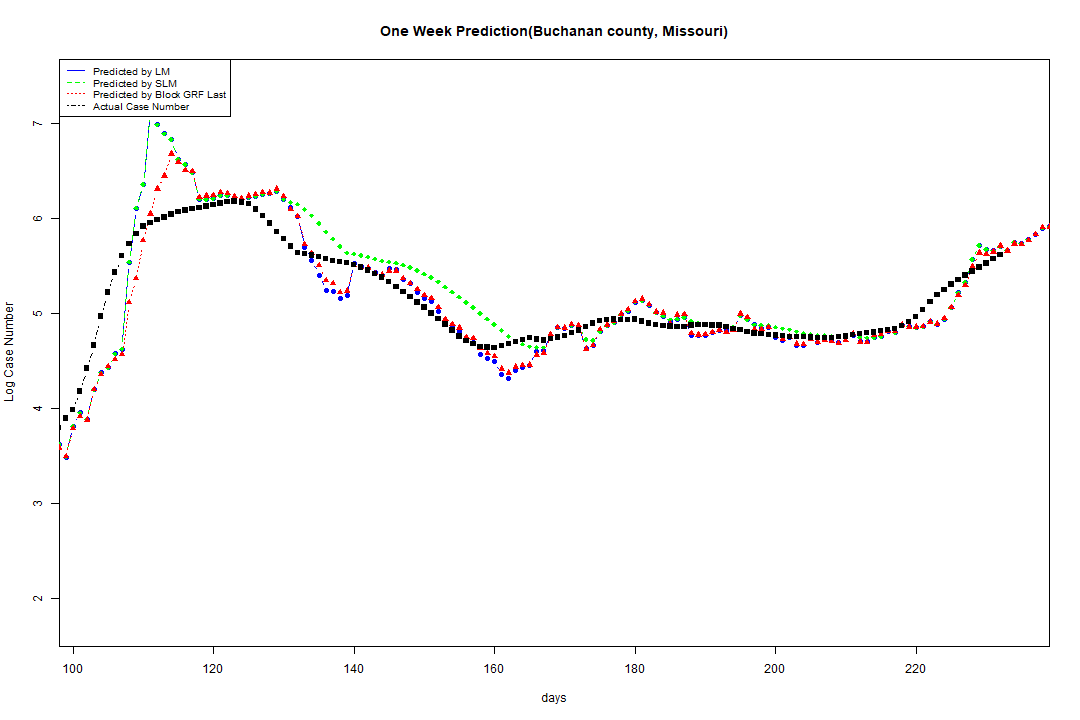 One Week Prediction(Buchanan county, Missouri)
Predicted by LM
Predicted by SLM
Predicted by Block GRF Last
Actual Case Number
Log Case Number
7
6
5
4
3
2
100 120 140 160 180 200 220
days